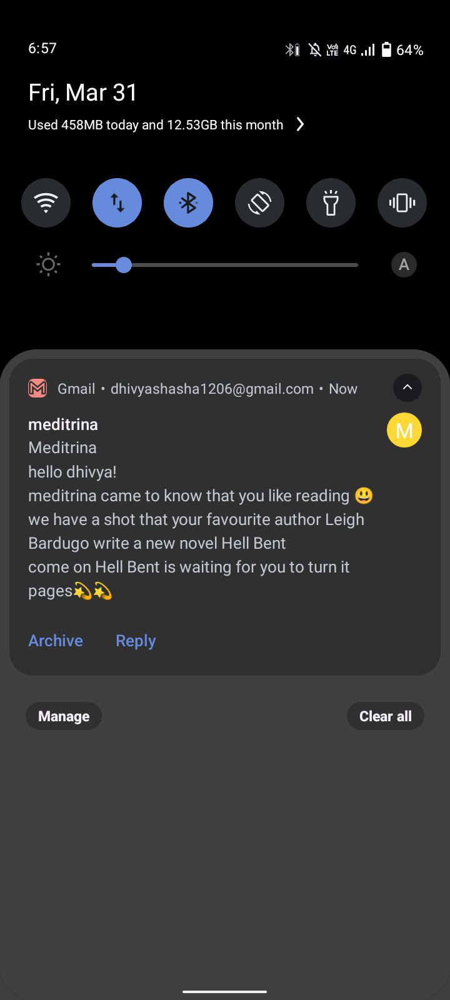 6:57 Vo) LTE 4G 64%
Fri, Mar 31
Used 458MB today and 12.53GB this month
A
Gmail • dhivyashasha1206@gmail.com • Now
meditrina
M
Meditrina
hello dhivya!
meditrina came to know that you like reading 😃
we have a shot that your favourite author Leigh
Bardugo write a new novel Hell Bent
come on Hell Bent is waiting for you to turn it
pages💫💫
Archive Reply
Manage Clear all